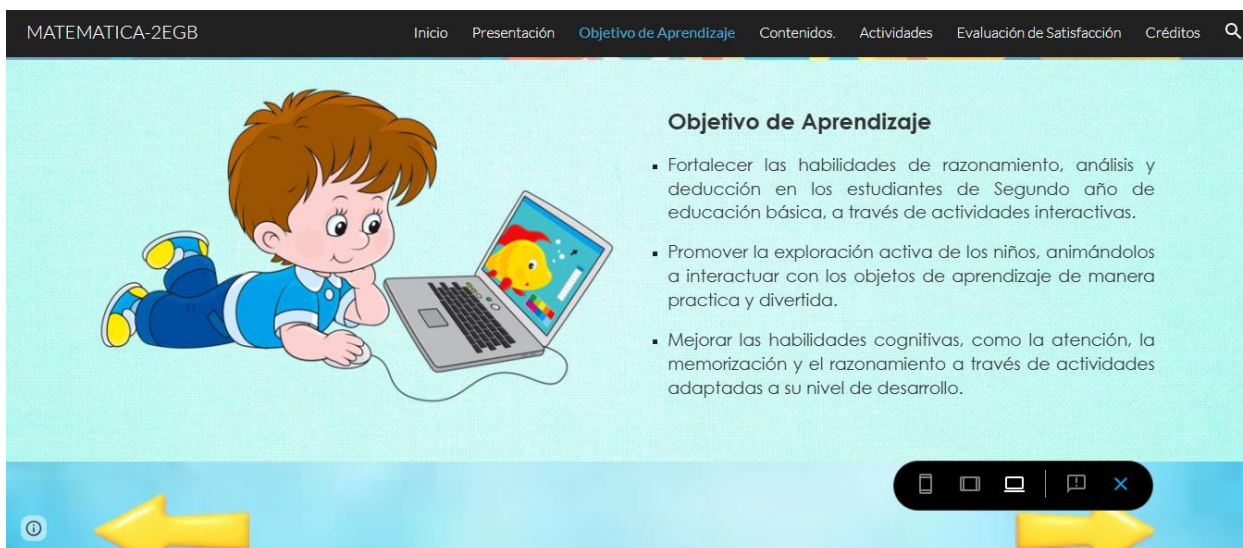 MATEMATICA-2EGB
Inicio Presentación Objetivo de Aprendizaje Contenidos. Actividades Evaluación de Satisfacción Créditos
Objetivo de Aprendizaje
▪ Fortalecer las habilidades de razonamiento, análisis y
deducción en los estudiantes de Segundo año de
educación básica, a través de actividades interactivas.
▪ Promover la exploración activa de los niños, animándolos
a interactuar con los objetos de aprendizaje de manera
practica y divertida.
▪ Mejorar las habilidades cognitivas, como la atención, la
memorización y el razonamiento a través de actividades
adaptadas a su nivel de desarrollo.